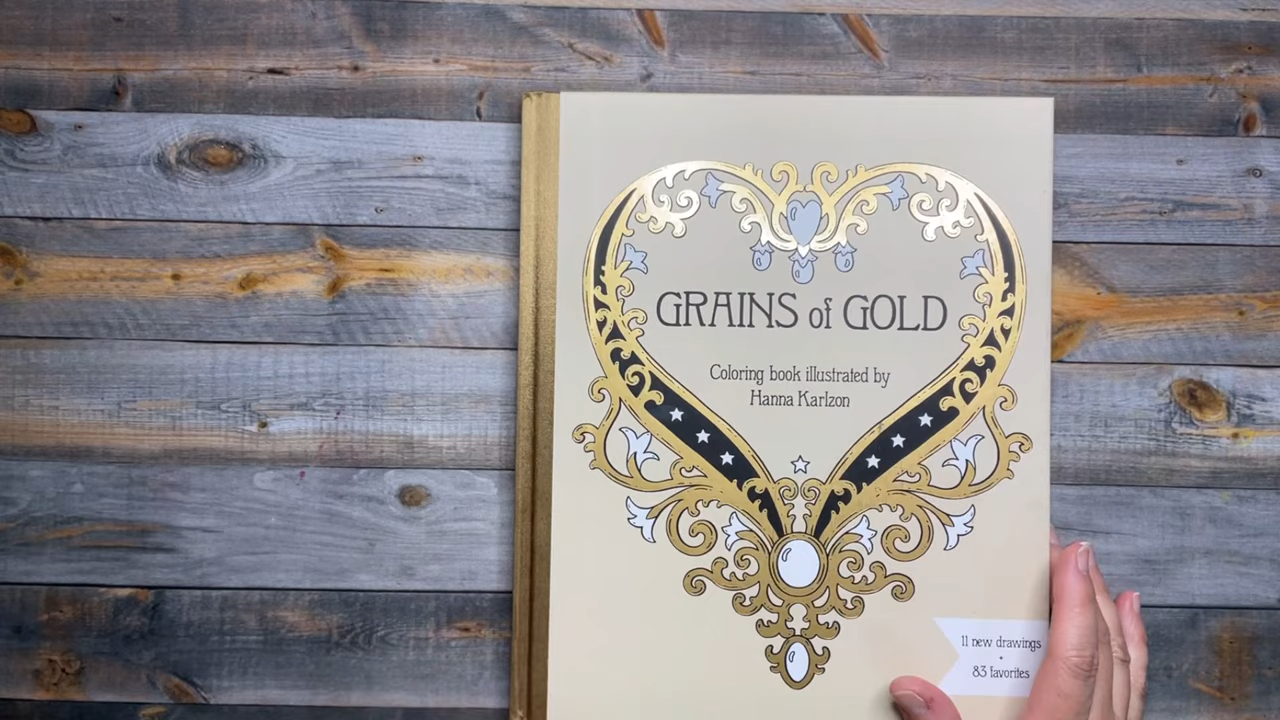 GRAINS of GOLD
Coloring book illustrated by
Hanna Karlzon
11 new drawings
+
83 favorites